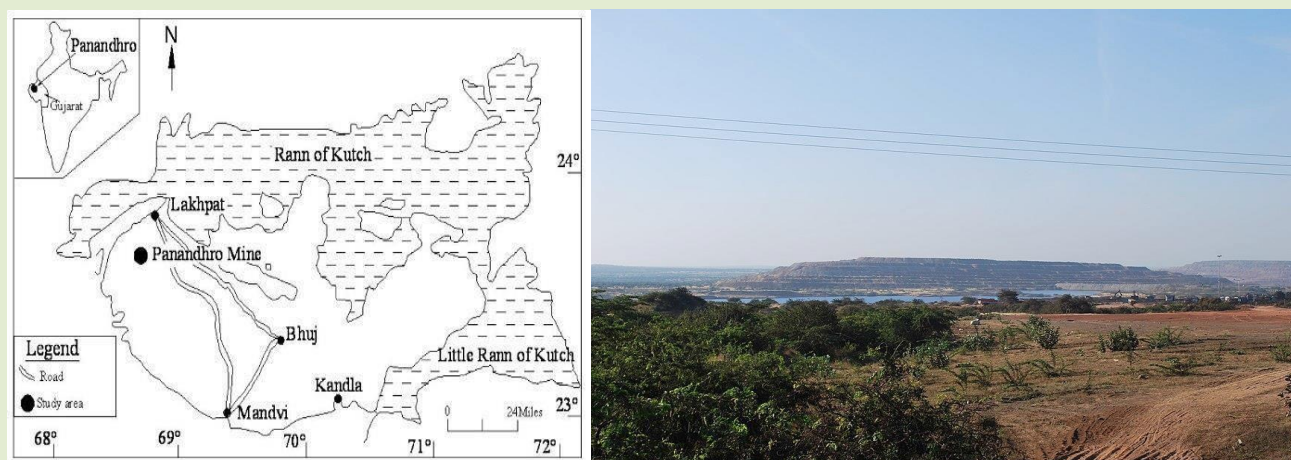 Panandhro
Gujarat
N
Rann of Kutch
24°
Lakhpat
Panandhro Mine
Bhuj
Legend
Road
Study area
Little Rann of Kutch
Kandla
Mandvi
0 24Miles
23°
68° 69° 70° 71° 72°